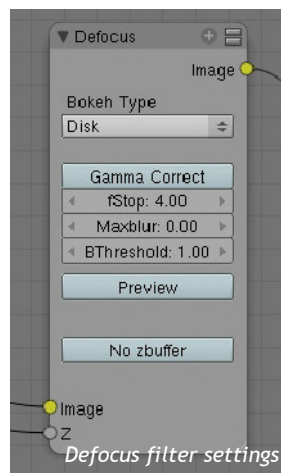 Defocus
Image
Bokeh Type
Disk
Gamma Correct
fStop: 4.00
Maxblur: 0.00
BThreshold: 1.00
Preview
No zbuffer
Image
Z
Defocus filter settings